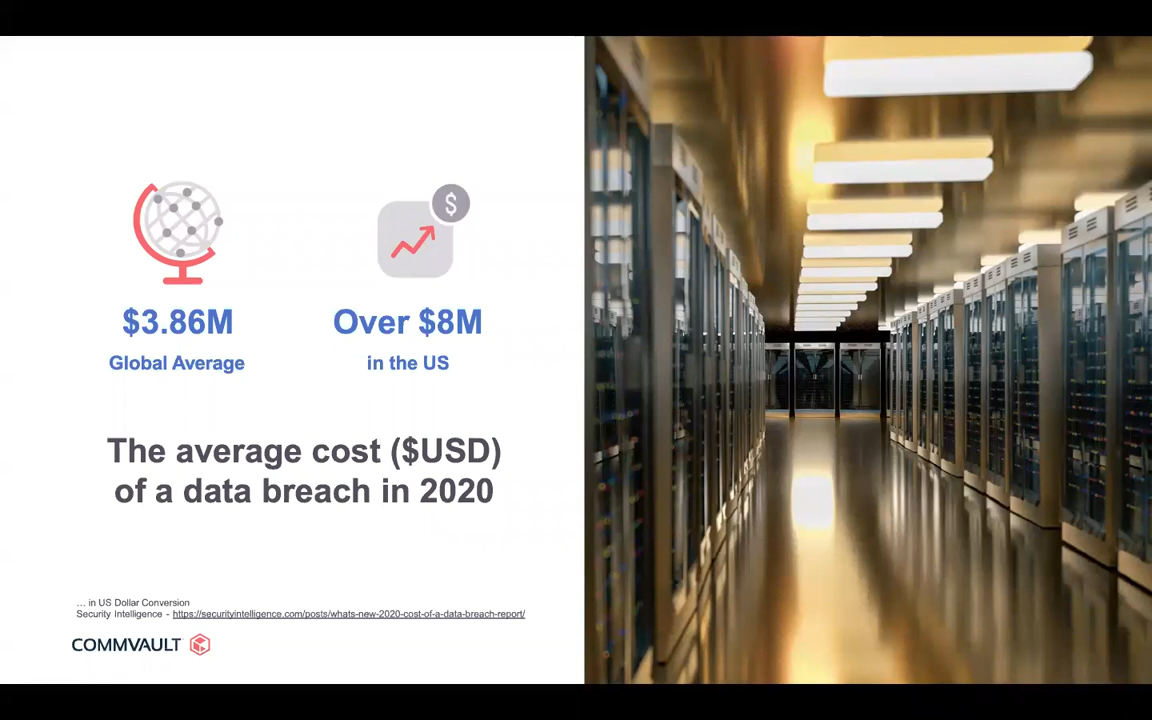 $
$3.86M
Global Average
Over $8M
in the US
The average cost ($USD)
of a data breach in 2020
... in US Dollar Conversion
Security Intelligence - https://securityintelligence.com/posts/whats-new-2020-cost-of-a-data-breach-report/
COMMVAULT